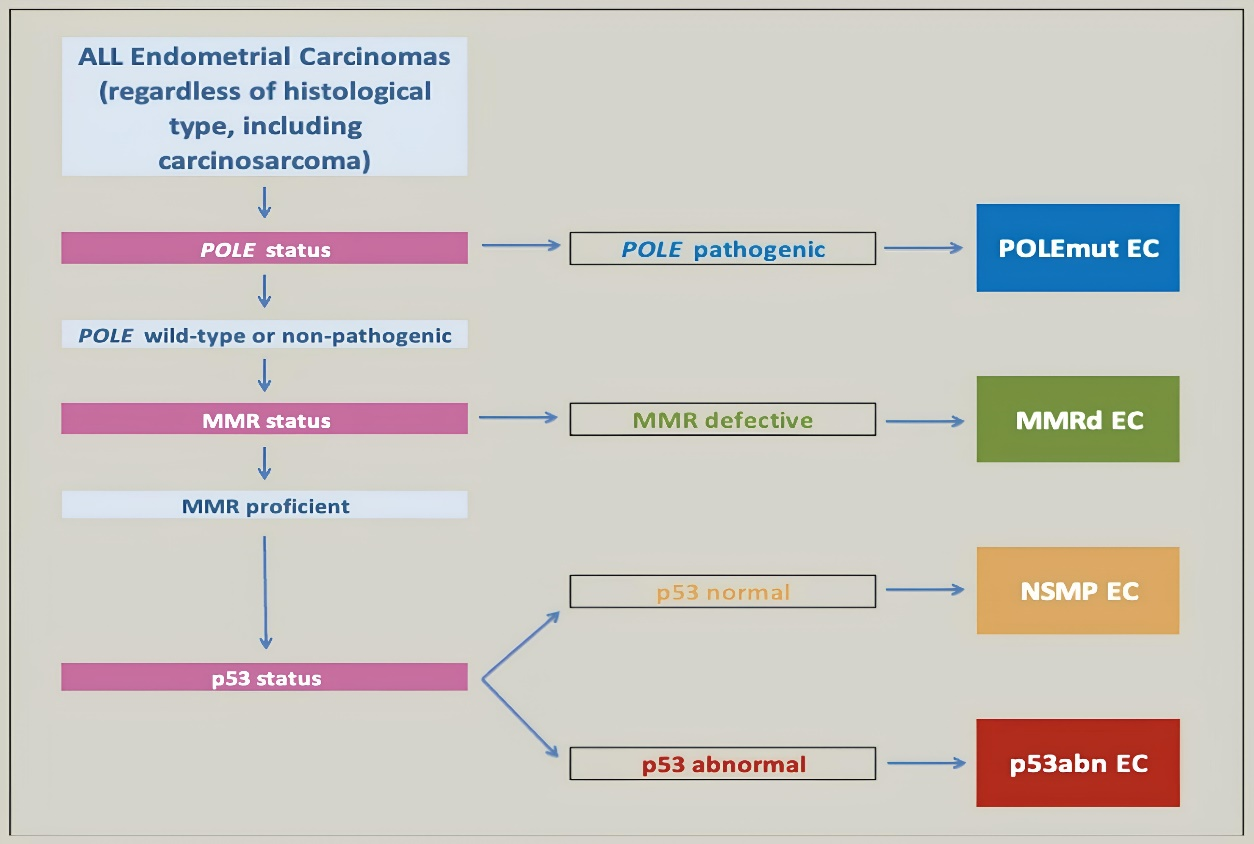 ALL Endometrial Carcinomas
(regardless of histological
type, including
carcinosarcoma)
POLE status
POLE pathogenic
POLEmut EC
POLE wild-type or non-pathogenic
MMR status
MMR defective
MMRd EC
MMR proficient
p53 normal
NSMP EC
p53 status
p53 abnormal
p53abn EC